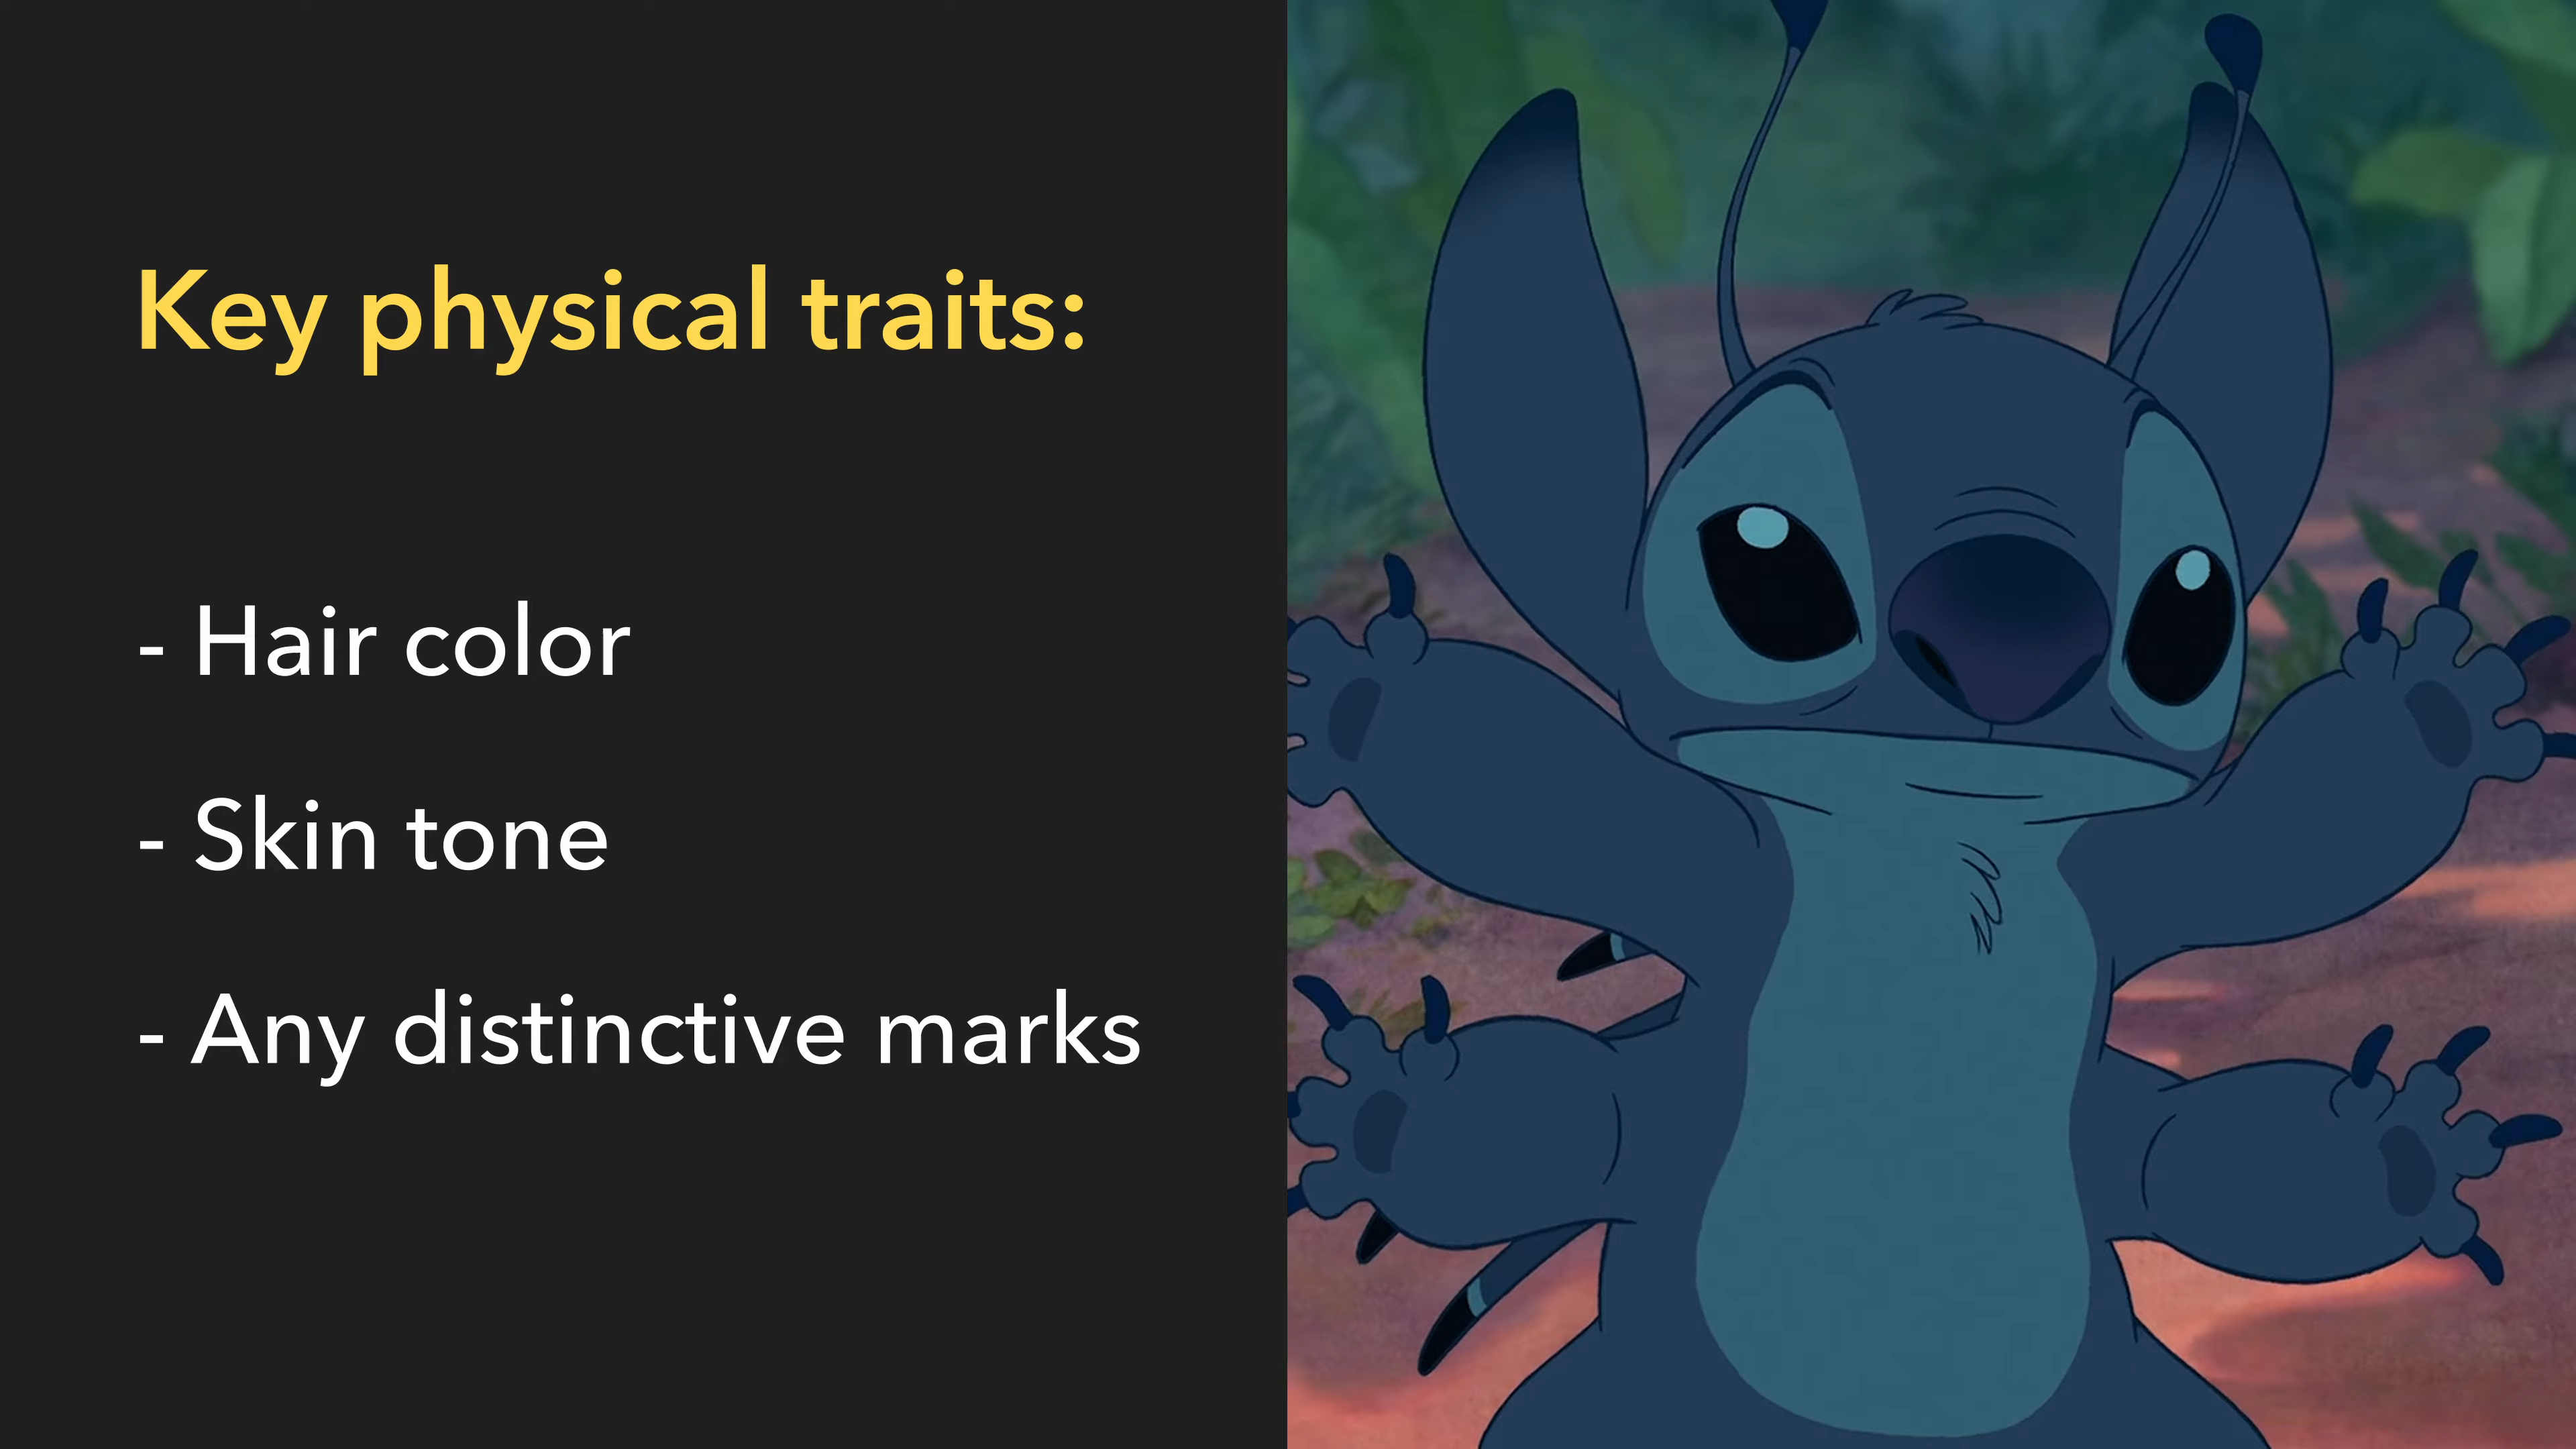 Key physical traits:
- Hair color
- Skin tone
- Any distinctive marks